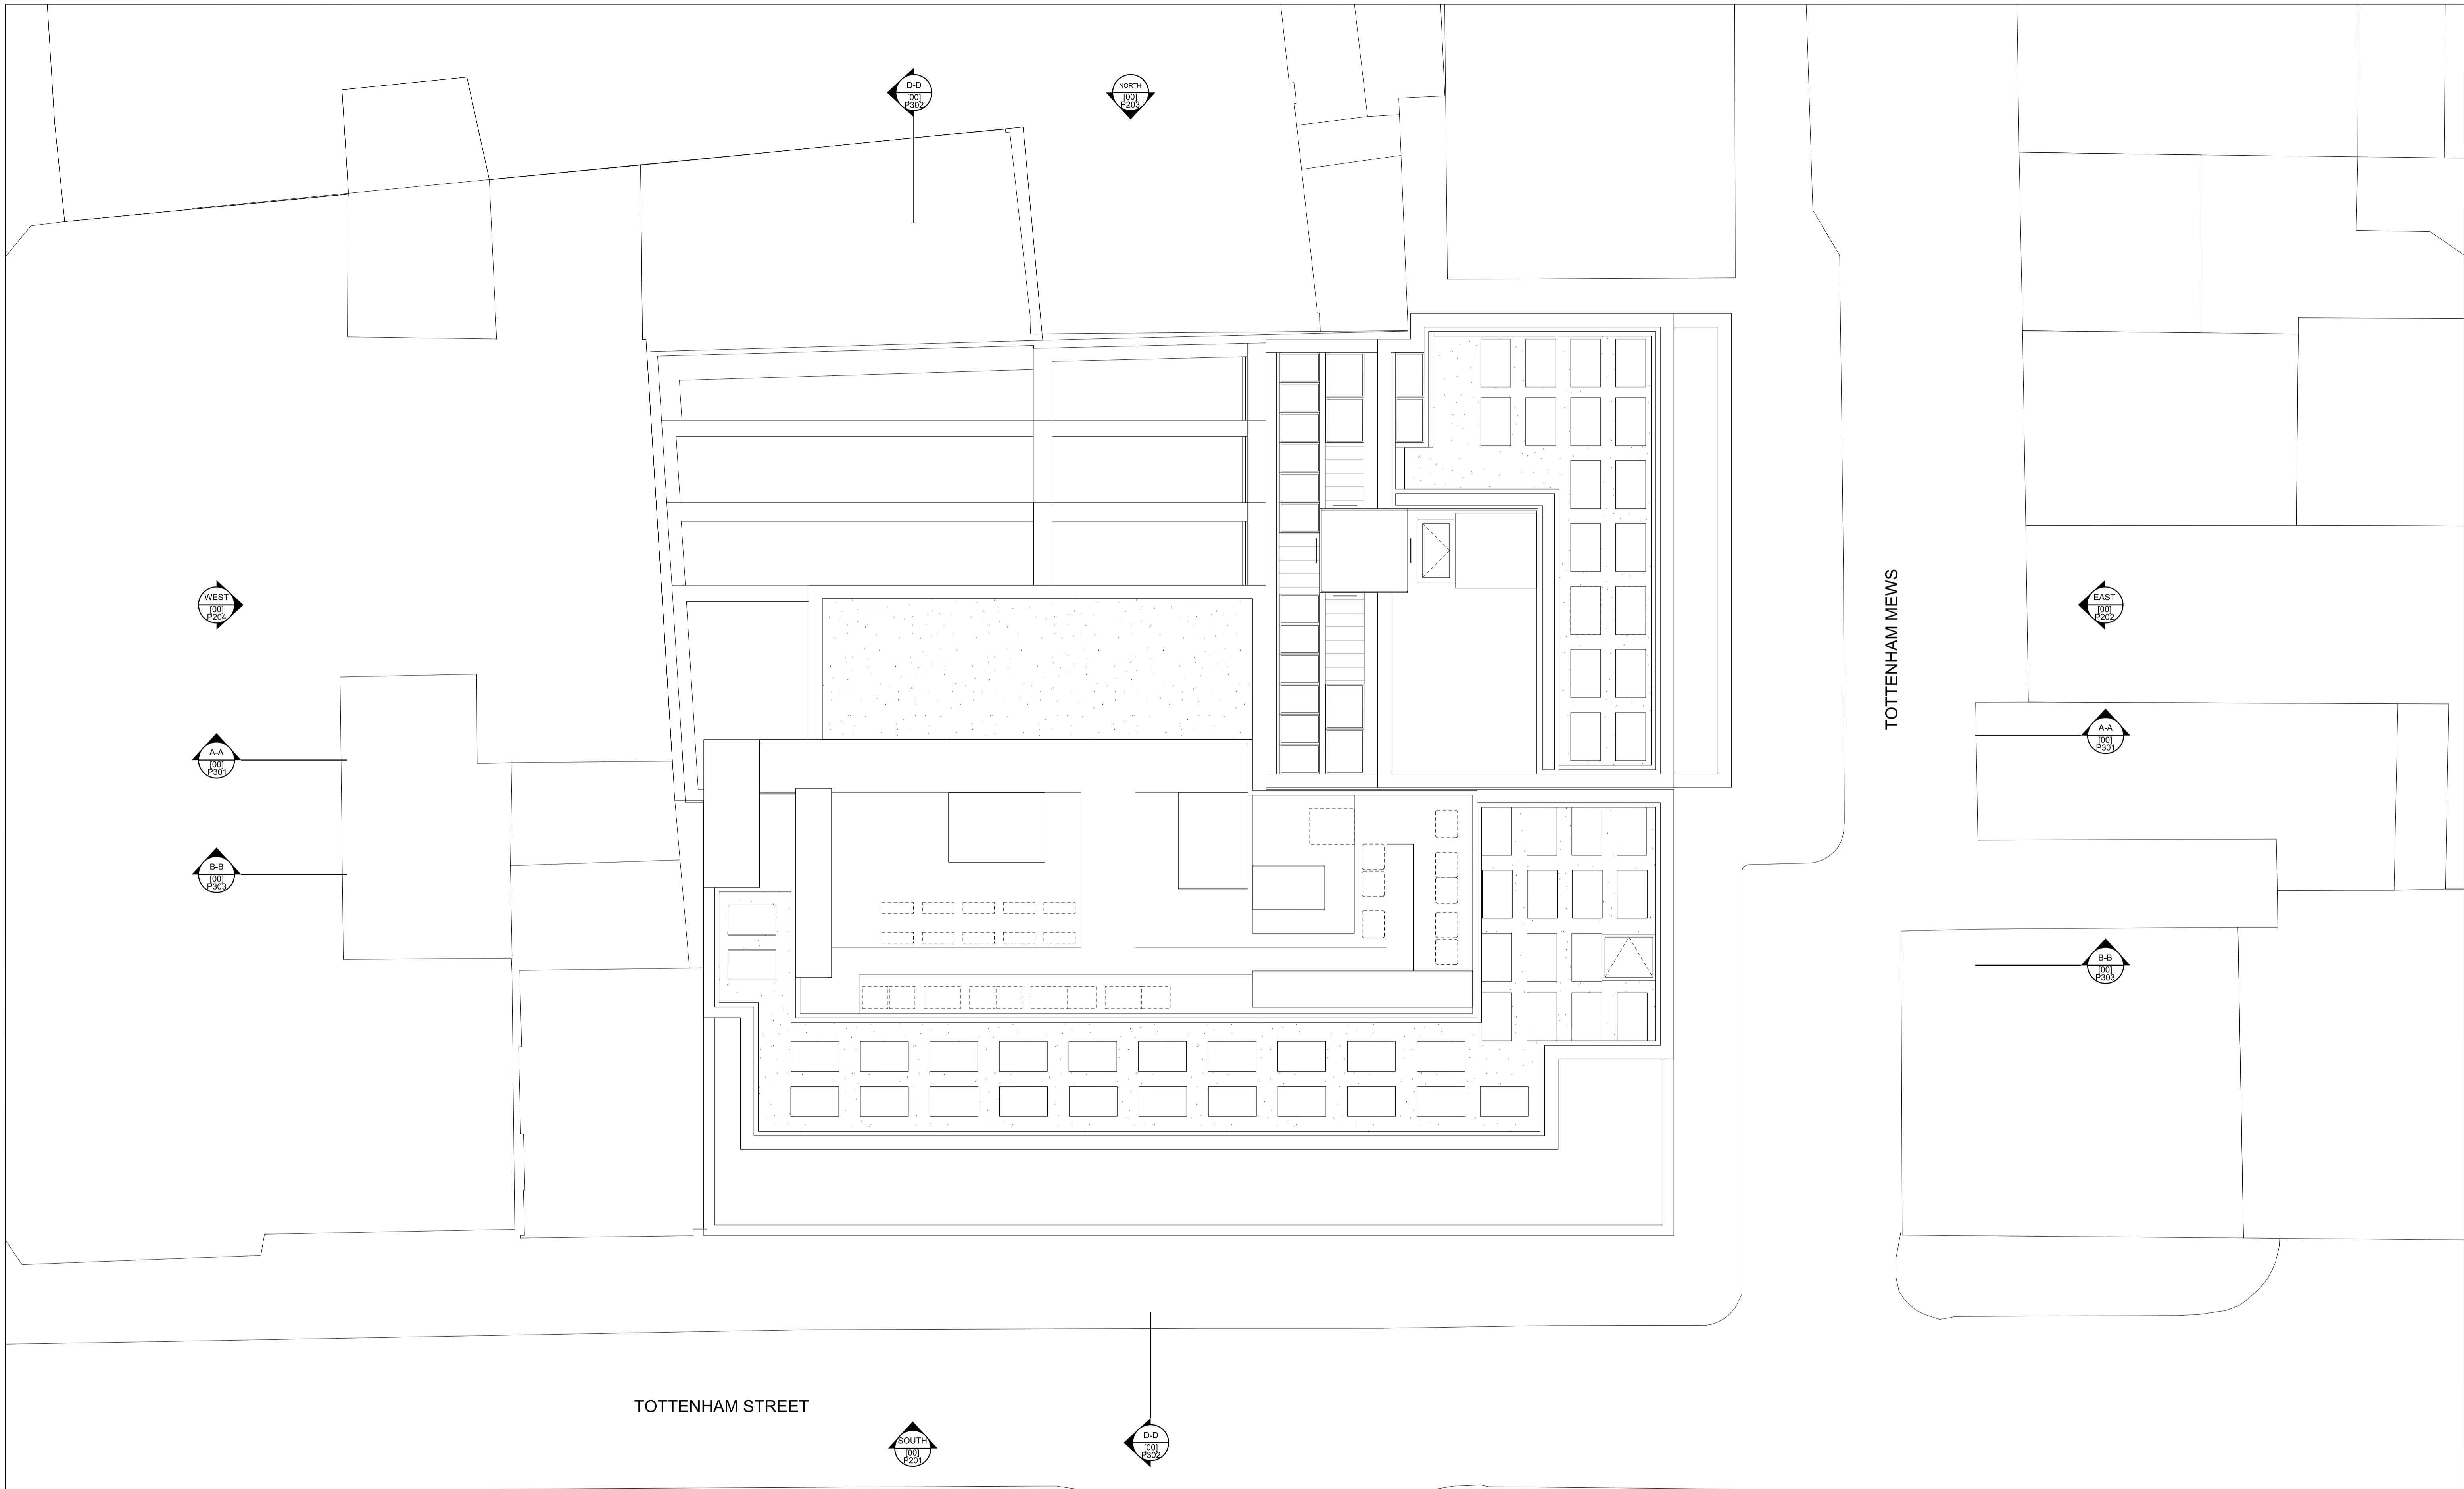 D-D
[00]
P302
NORTH
[00]
P203
WEST
[00]
P204
TOTTENHAM MEWS
EAST
[00]
P202
A-A
[00]
P301
A-A
[00]
P301
B-B
[00]
P303
B-B
[00]
P303
TOTTENHAM STREET
SOUTH
[00]
P201
D-D
[00]
P302